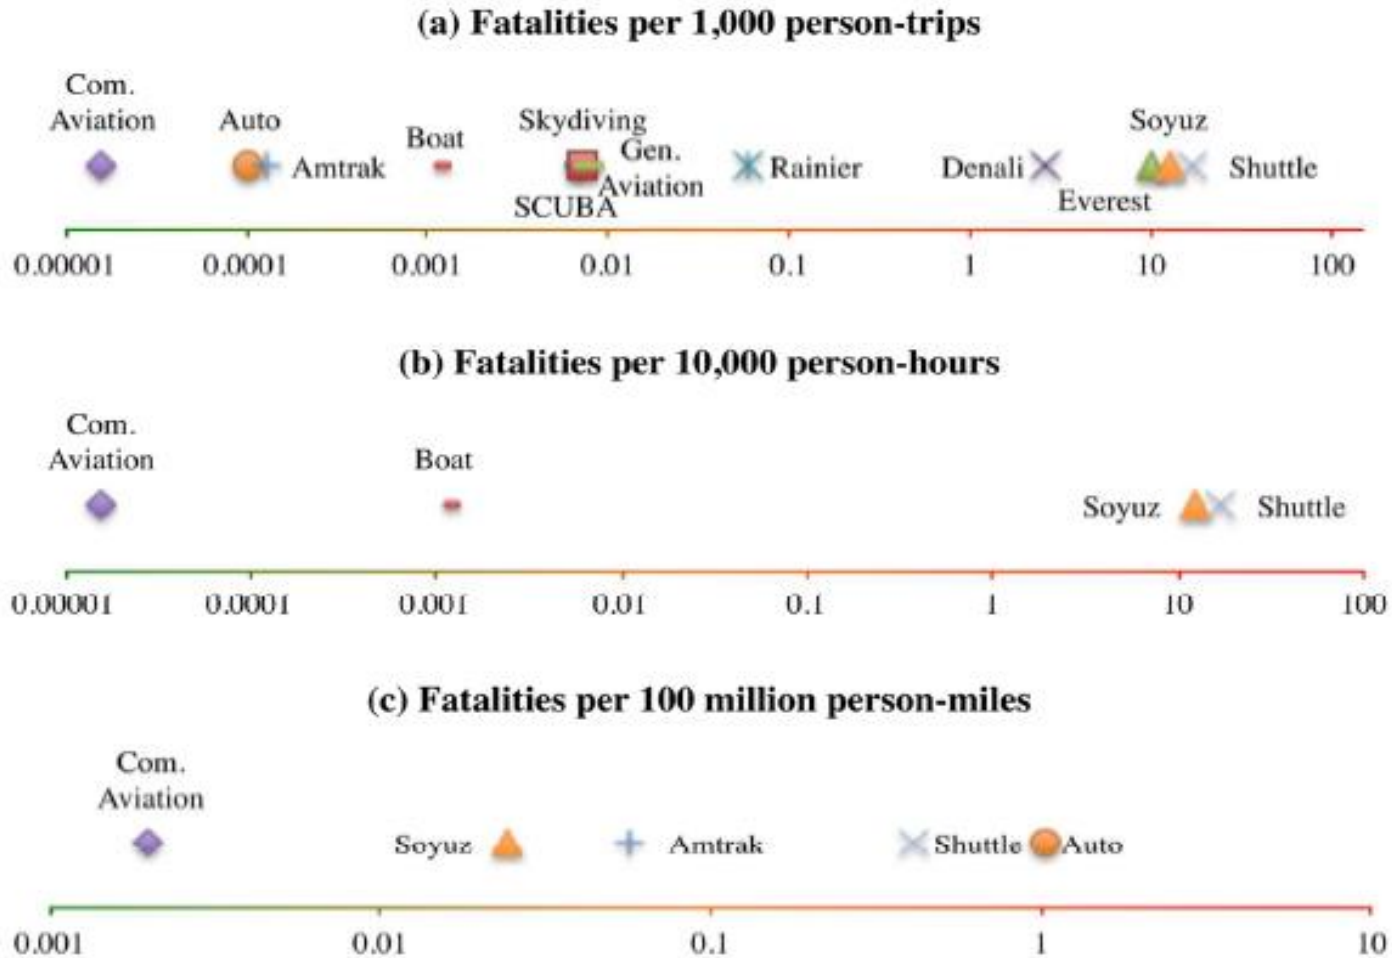 (a) Fatalities per 1,000 person-trips
Com.
Aviation
Auto
Amtrak
Boat
Skydiving
Gen.
Aviation
SCUBA
Rainier
Denali
Everest
Soyuz
Shuttle
0.00001 0.0001 0.001 0.01 0.1 1 10 100
(b) Fatalities per 10,000 person-hours
Com.
Aviation
Boat
Soyuz
Shuttle
0.00001 0.0001 0.001 0.01 0.1 1 10 100
(c) Fatalities per 100 million person-miles
Com.
Aviation
Soyuz
Amtrak
Shuttle
Auto
0.001 0.01 0.1 1 10